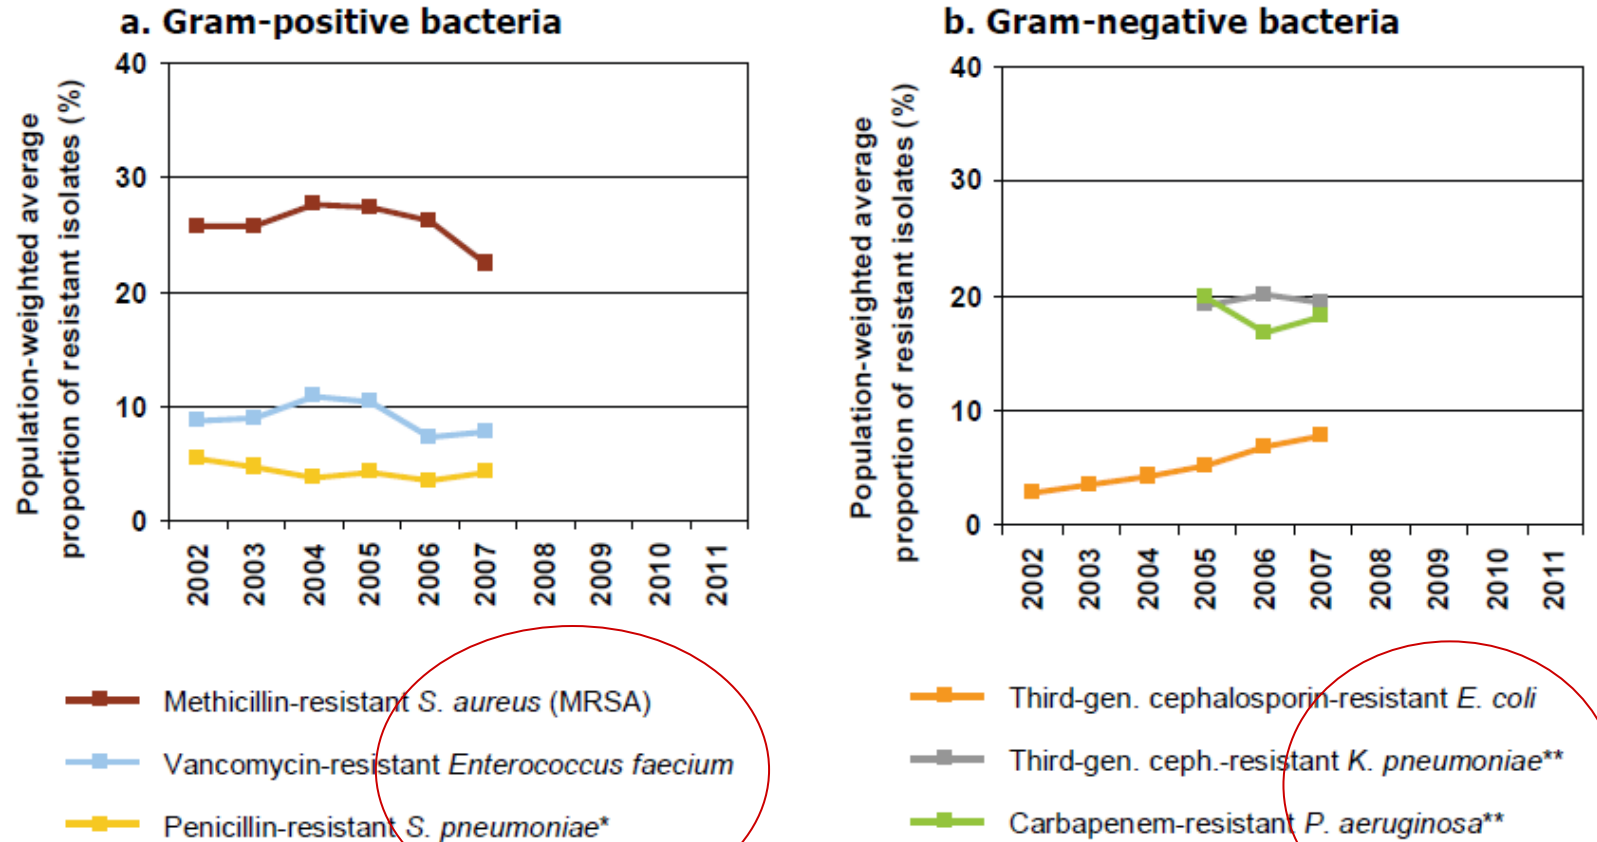 a. Gram-positive bacteria
Population-weighted average
proportion of resistant isolates (%)
40
30
20
10
0
2002
2003
2004
2005
2006
2007
2008
2009
2010
2011
Methicillin-resistant S. aureus (MRSA)
Vancomycin-resistant Enterococcus faecium
Penicillin-resistant S. pneumoniae*
b. Gram-negative bacteria
Population-weighted average
proportion of resistant isolates (%)
40
30
20
10
0
2002
2003
2004
2005
2006
2007
2008
2009
2010
2011
Third-gen. cephalosporin-resistant E. coli
Third-gen. ceph.-resistant K. pneumoniae**
Carbapenem-resistant P. aeruginosa**